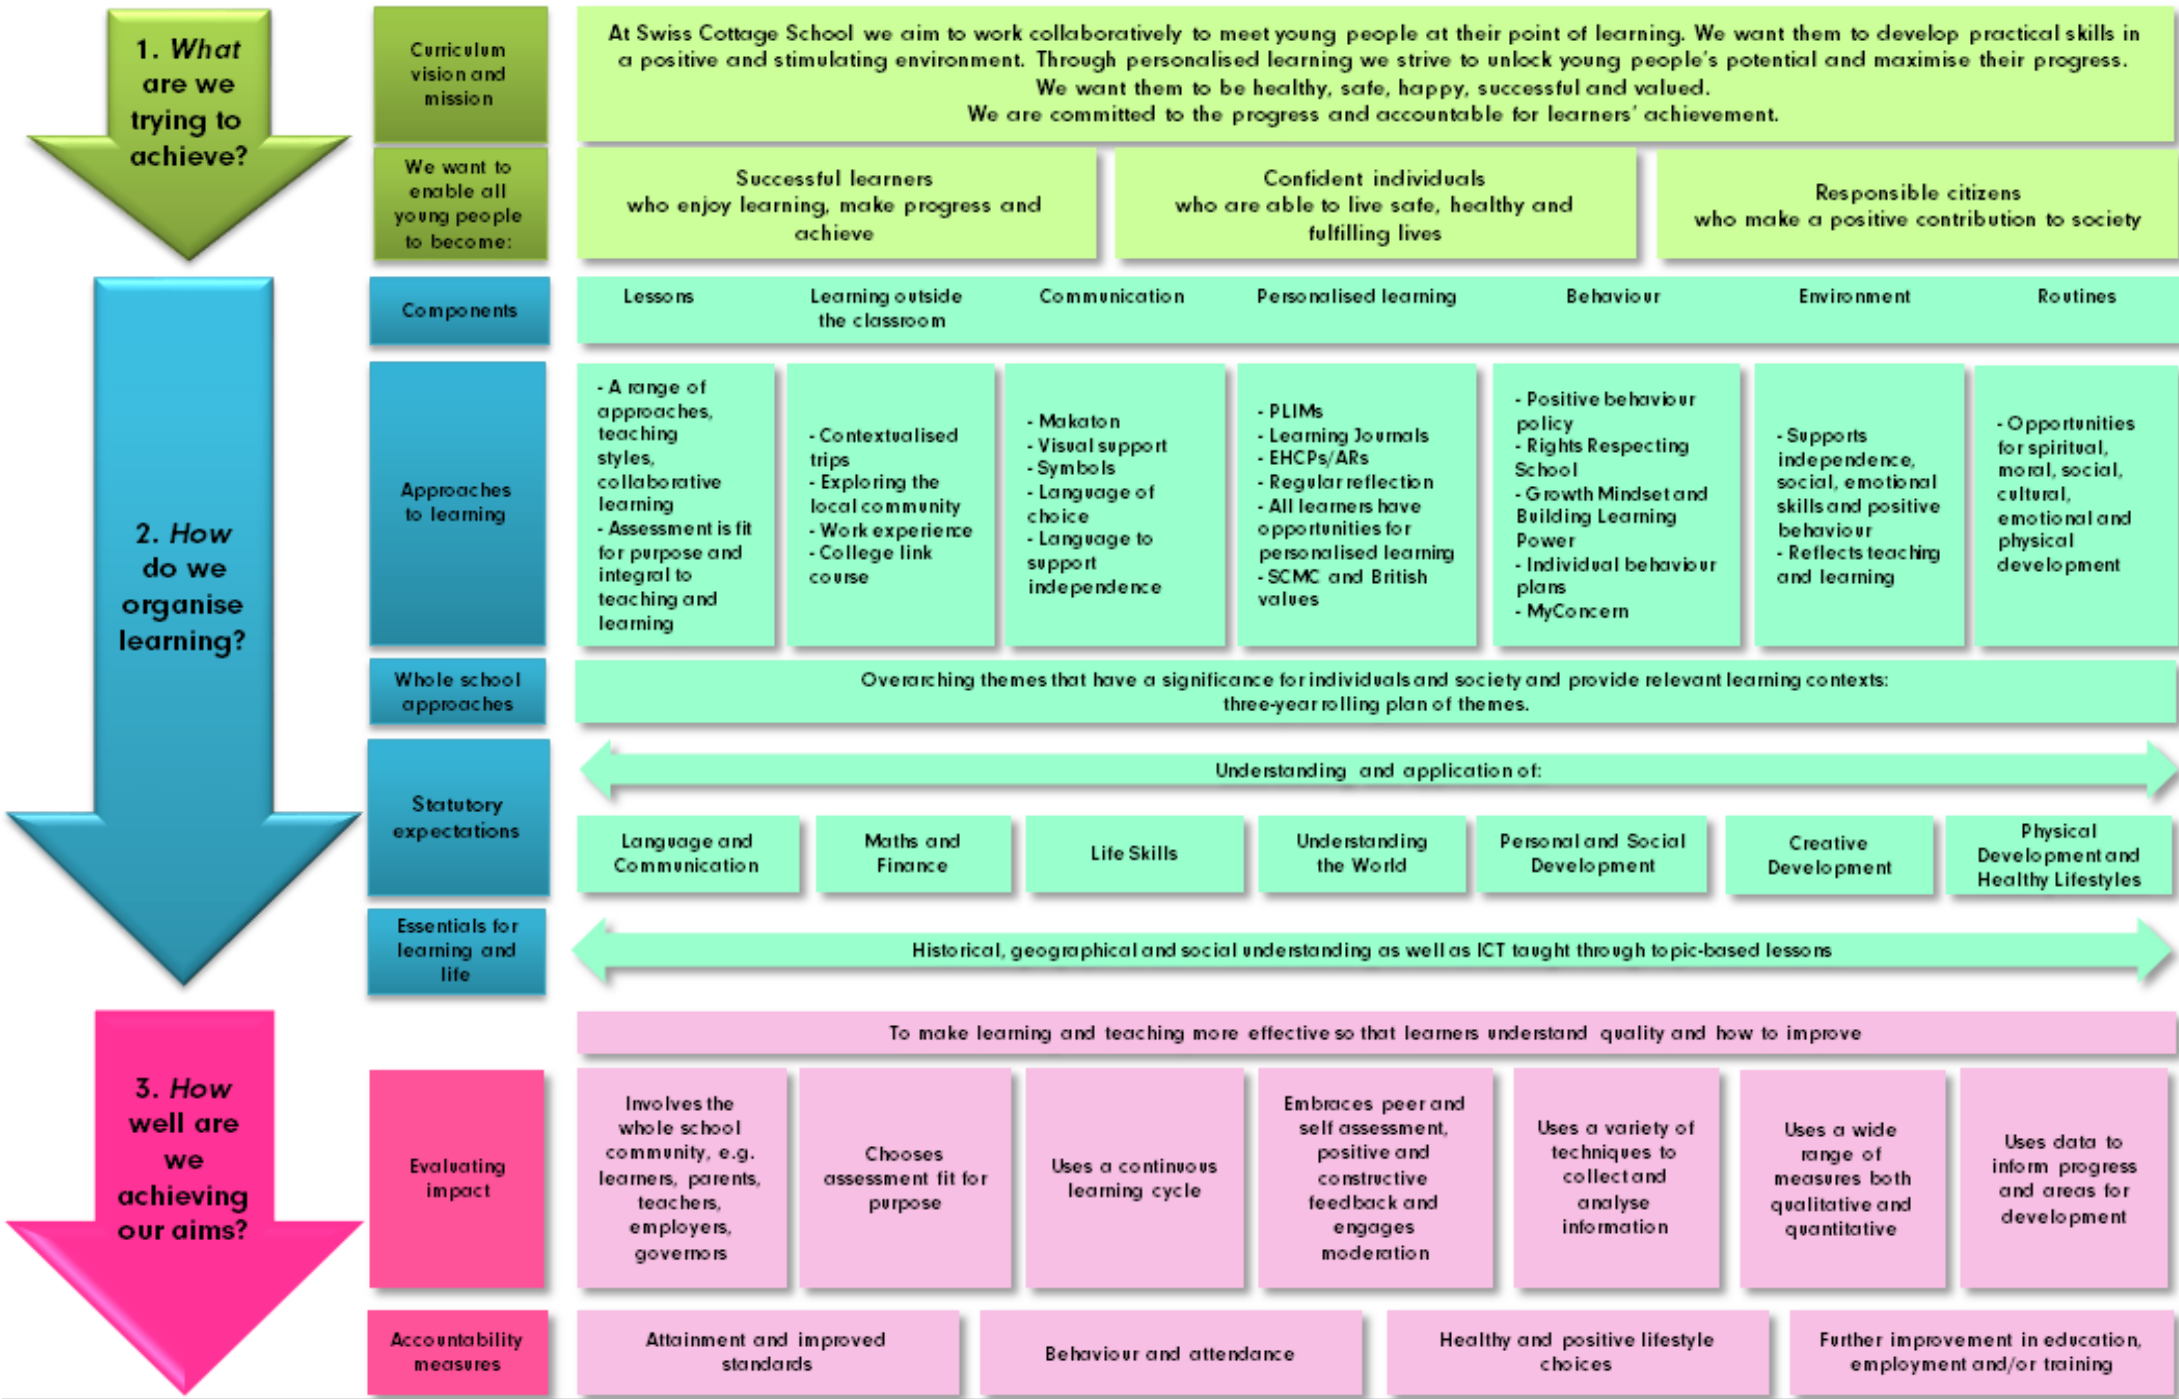 1. What
are we
trying to
achieve?
Curriculum
vision and
mission
At Swiss Cottage School we aim to work collaboratively to meet young people at their point of learning. We want them to develop practical skills in
a positive and stimulating environment. Through personalised learning we strive to unlock young people's potential and maximise their progress.
We want them to be healthy, safe, happy, successful and valued.
We are committed to the progress and accountable for learners' achievement.
We want to
enable all
young people
to become:
Successful learners
who enjoy learning, make progress and
achieve
Confident individuals
who are able to live safe, healthy and
fulfilling lives
Responsible citizens
who make a positive contribution to society
2. How
do we
organise
learning?
Components
Lessons
Learning outside
the classroom
Communication
Personalised learning
Behaviour
Environment
Routines
Approaches
to learning
- A range of
approaches,
teaching
styles,
collaborative
learning
- Assessment is fit
for purpose and
integral to
teaching and
learning
- Contextualised
trips
- Exploring the
local community
- Work experience
- College link
course
- Makaton
- Visual support
- Symbols
- Language of
choice
- Language to
support
independence
- PLIMs
- Learning Journals
- EHCPs/ARs
- Regular reflection
- All learners have
opportunities for
personalised learning
- SCMC and British
values
- Positive behaviour
policy
- Rights Respecting
School
- Growth Mindset and
Building Learning
Power
- Individual behaviour
plans
- MyConcern
- Supports
independence,
social, emotional
skills and positive
behaviour
- Reflects teaching
and learning
- Opportunities
for spiritual,
moral, social,
cultural,
emotional and
physical
development
Whole school
approaches
Overarching themes that have a significance for individuals and society and provide relevant learning contexts:
three-year rolling plan of themes.
Statutory
expectations
Understanding and application of:
Language and
Communication
Maths and
Finance
Life Skills
Understanding
the World
Personal and Social
Development
Creative
Development
Physical
Development and
Healthy Lifestyles
Essentials for
learning and
life
Historical, geographical and social understanding as well as ICT taught through topic-based lessons
3. How
well are
we
achieving
our aims?
To make learning and teaching more effective so that learners understand quality and how to improve
Evaluating
impact
Involves the
whole school
community, e.g.
learners, parents,
teachers,
employers,
governors
Chooses
assessment fit for
purpose
Uses a continuous
learning cycle
Embraces peer and
self assessment,
positive and
constructive
feedback and
engages
moderation
Uses a variety of
techniques to
collect and
analyse
information
Uses a wide
range of
measures both
qualitative and
quantitative
Uses data to
inform progress
and areas for
development
Accountability
measures
Attainment and improved
standards
Behaviour and attendance
Healthy and positive lifestyle
choices
Further improvement in education,
employment and/or training